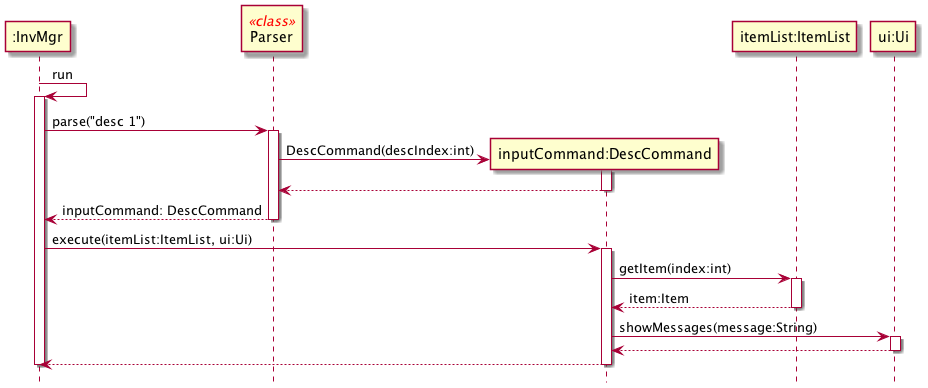 :InvMgr
«class»
Parser
itemList:ItemList
ui:Ui
run
parse("desc 1")
DescCommand(descIndex:int)
inputCommand:DescCommand
inputCommand: DescCommand
execute(itemList:ItemList, ui:Ui)
getItem(index:int)
item:Item
showMessages(message:String)